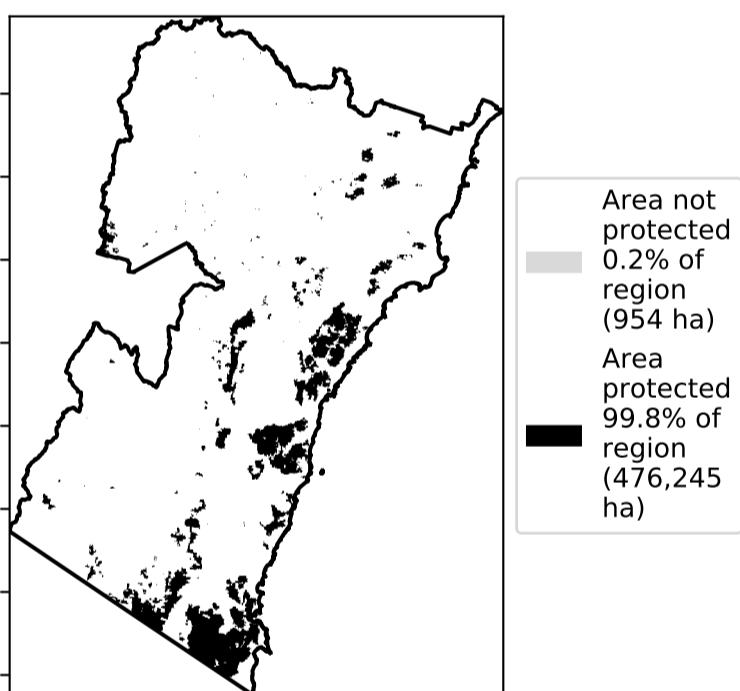 Area not
protected
0.2% of
region
(954 ha)
Area
protected
99.8% of
region
(476,245
ha)